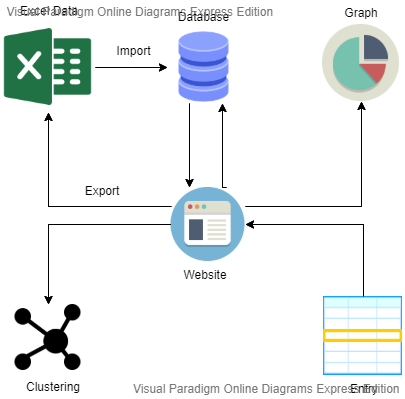 Visual Paradigm Online Diagrams Express Edition
Excel Data
Database
Graph
Import
X
Export
Website
Clustering
Entry
Visual Paradigm Online Diagrams Express Edition